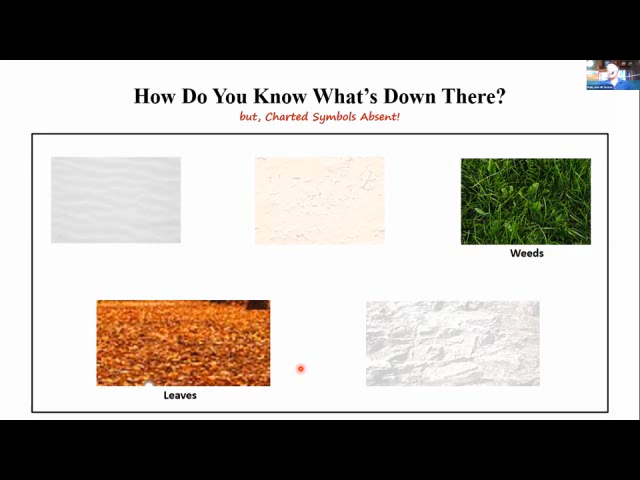 How Do You Know What's Down There?
but, Charted Symbols Absent!
Weeds
Leaves